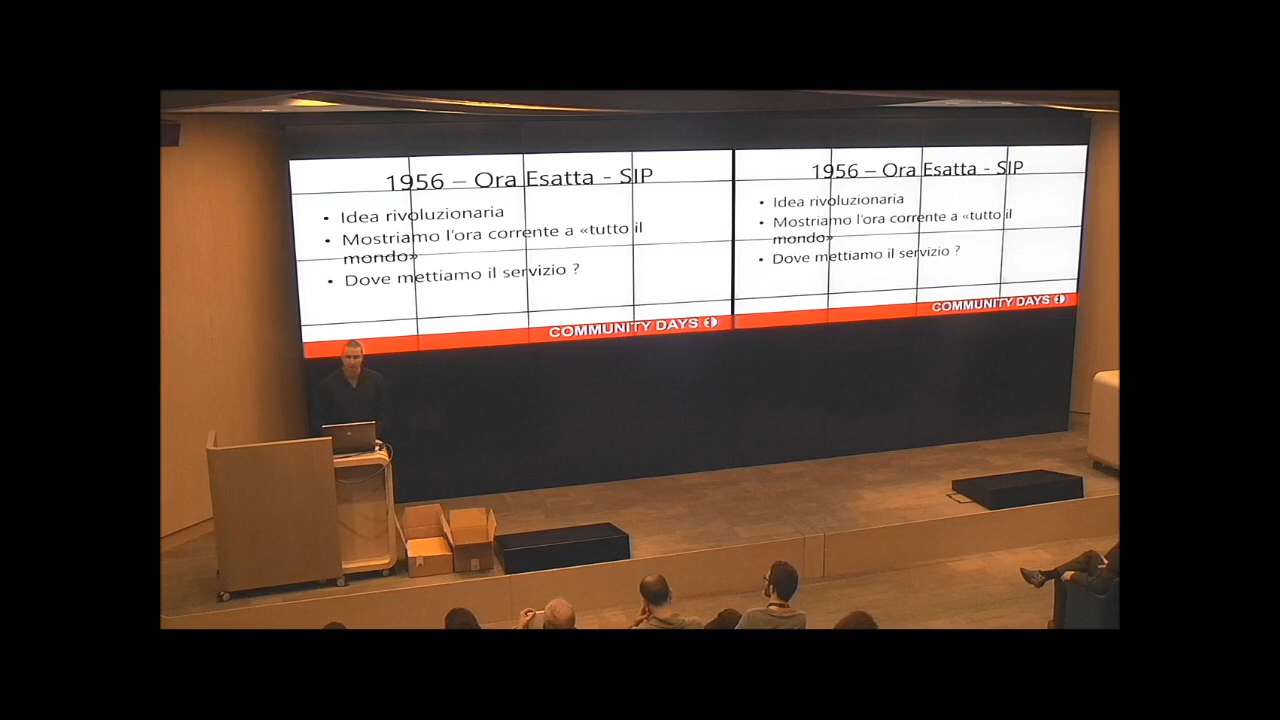 1956 – Ora Esatta - SIP
• Idea rivoluzionaria
• Mostriamo l'ora corrente a «tutto il
mondo»
• Dove mettiamo il servizio ?
COMMUNITY DAYS
1956 – Ora Esatta - SIP
• Idea rivoluzionaria
• Mostriamo l'ora corrente a «tutto il
mondo»
• Dove mettiamo il servizio ?
COMMUNITY DAYS